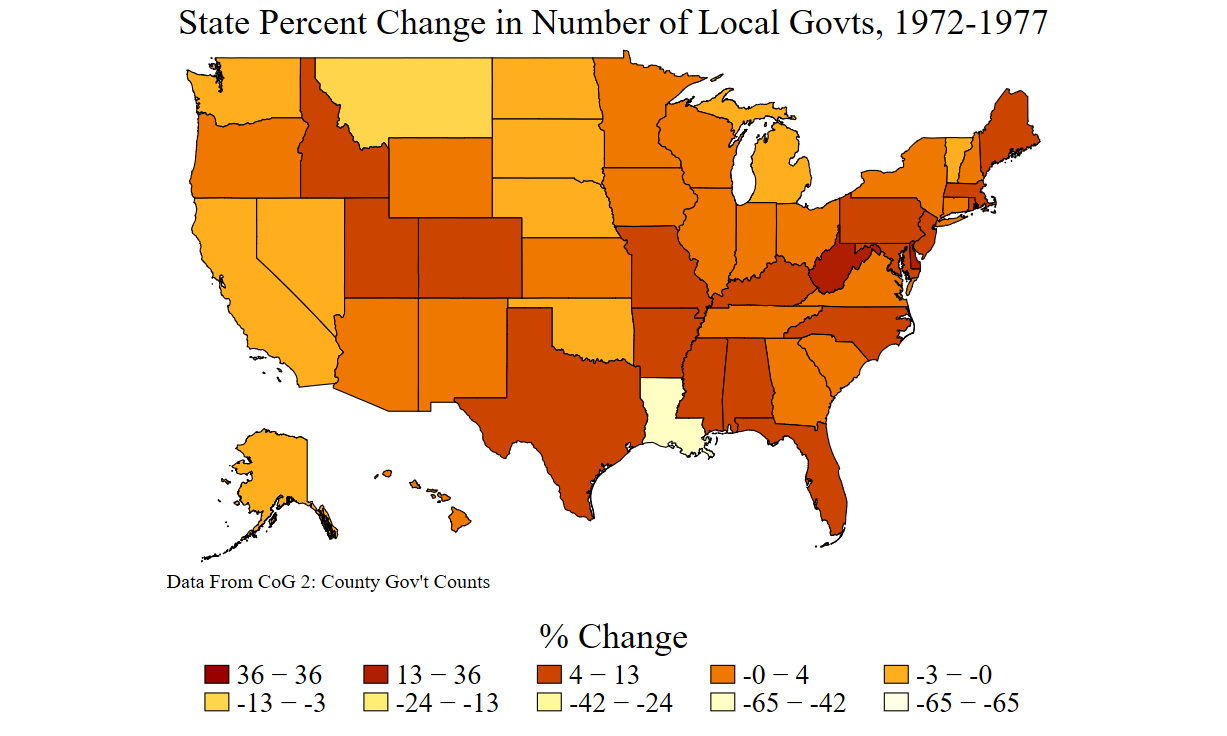 State Percent Change in Number of Local Govts, 1972-1977
Data From CoG 2: County Gov't Counts
% Change
36 − 36 13 − 36 4 − 13 -0 − 4 -3 − -0
-13 − -3 -24 − -13 -42 − -24 -65 − -42 -65 − -65